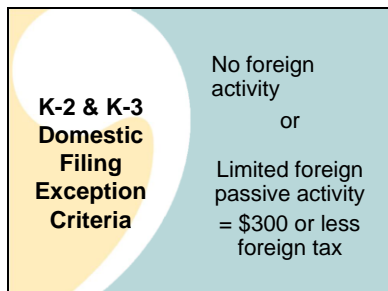 K-2 & K-3
Domestic
Filing
Exception
Criteria
No foreign
activity
or
Limited foreign
passive activity
= $300 or less
foreign tax